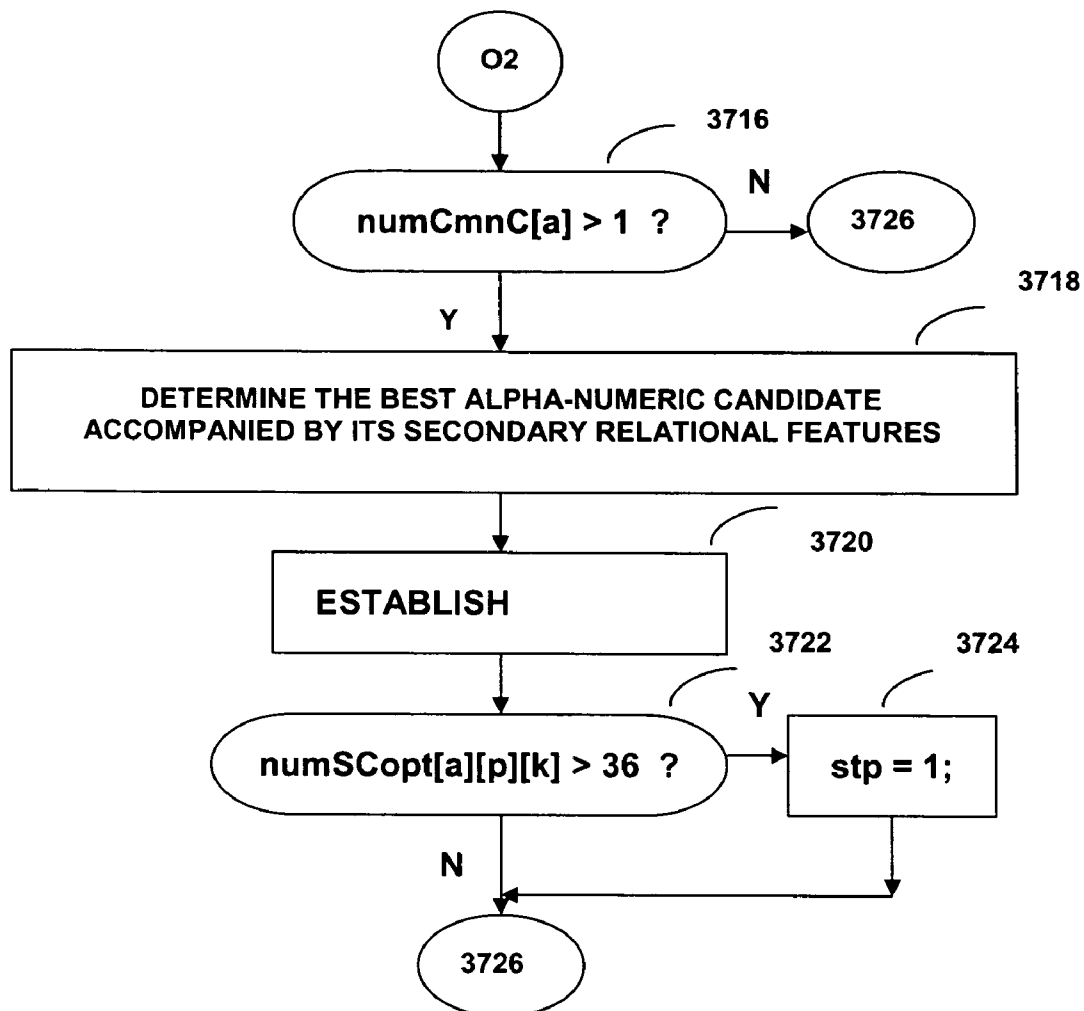 O2
3716
numCmnC[a] > 1 ?
N
3726
3718
Y
DETERMINE THE BEST ALPHA-NUMERIC CANDIDATE
ACCOMPANIED BY ITS SECONDARY RELATIONAL FEATURES
3720
ESTABLISH
3722
3724
numSCopt[a][p][k] > 36 ?
Y
stp = 1;
N
3726